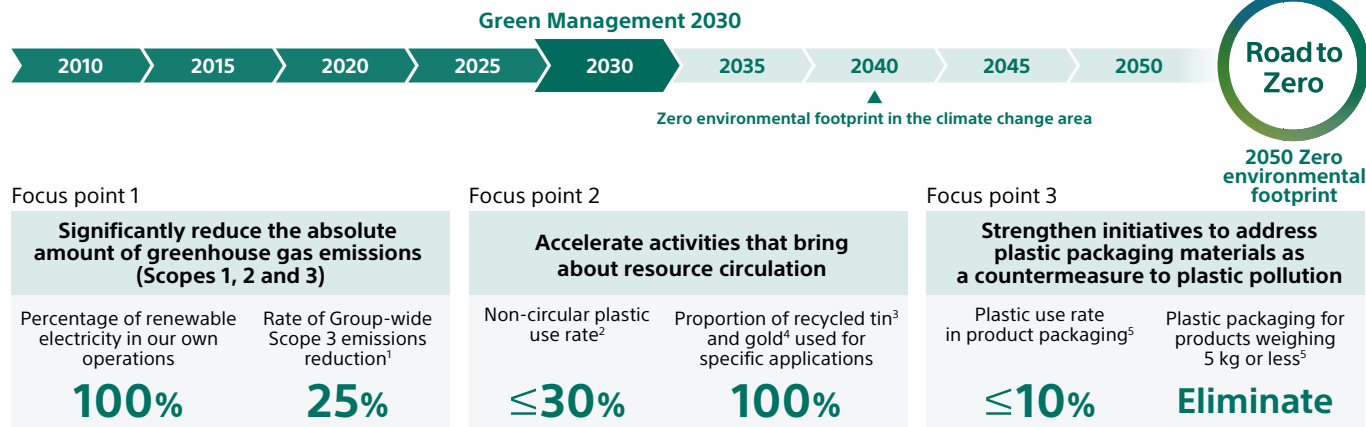 Green Management 2030
2010 2015 2020 2025 2030 2035 2040 2045 2050
Road to
Zero
Zero environmental footprint in the climate change area
2050 Zero
environmental
footprint
Focus point 1
Significantly reduce the absolute
amount of greenhouse gas emissions
(Scopes 1, 2 and 3)
Percentage of renewable
electricity in our own
operations
100%
Rate of Group-wide
Scope 3 emissions
reduction¹
25%
Focus point 2
Accelerate activities that bring
about resource circulation
Non-circular plastic
use rate²
≤30%
Proportion of recycled tin³
and gold⁴ used for
specific applications
100%
Focus point 3
Strengthen initiatives to address
plastic packaging materials as
a countermeasure to plastic pollution
Plastic use rate
in product packaging⁵
≤10%
Plastic packaging for
products weighing
5 kg or less⁵
Eliminate